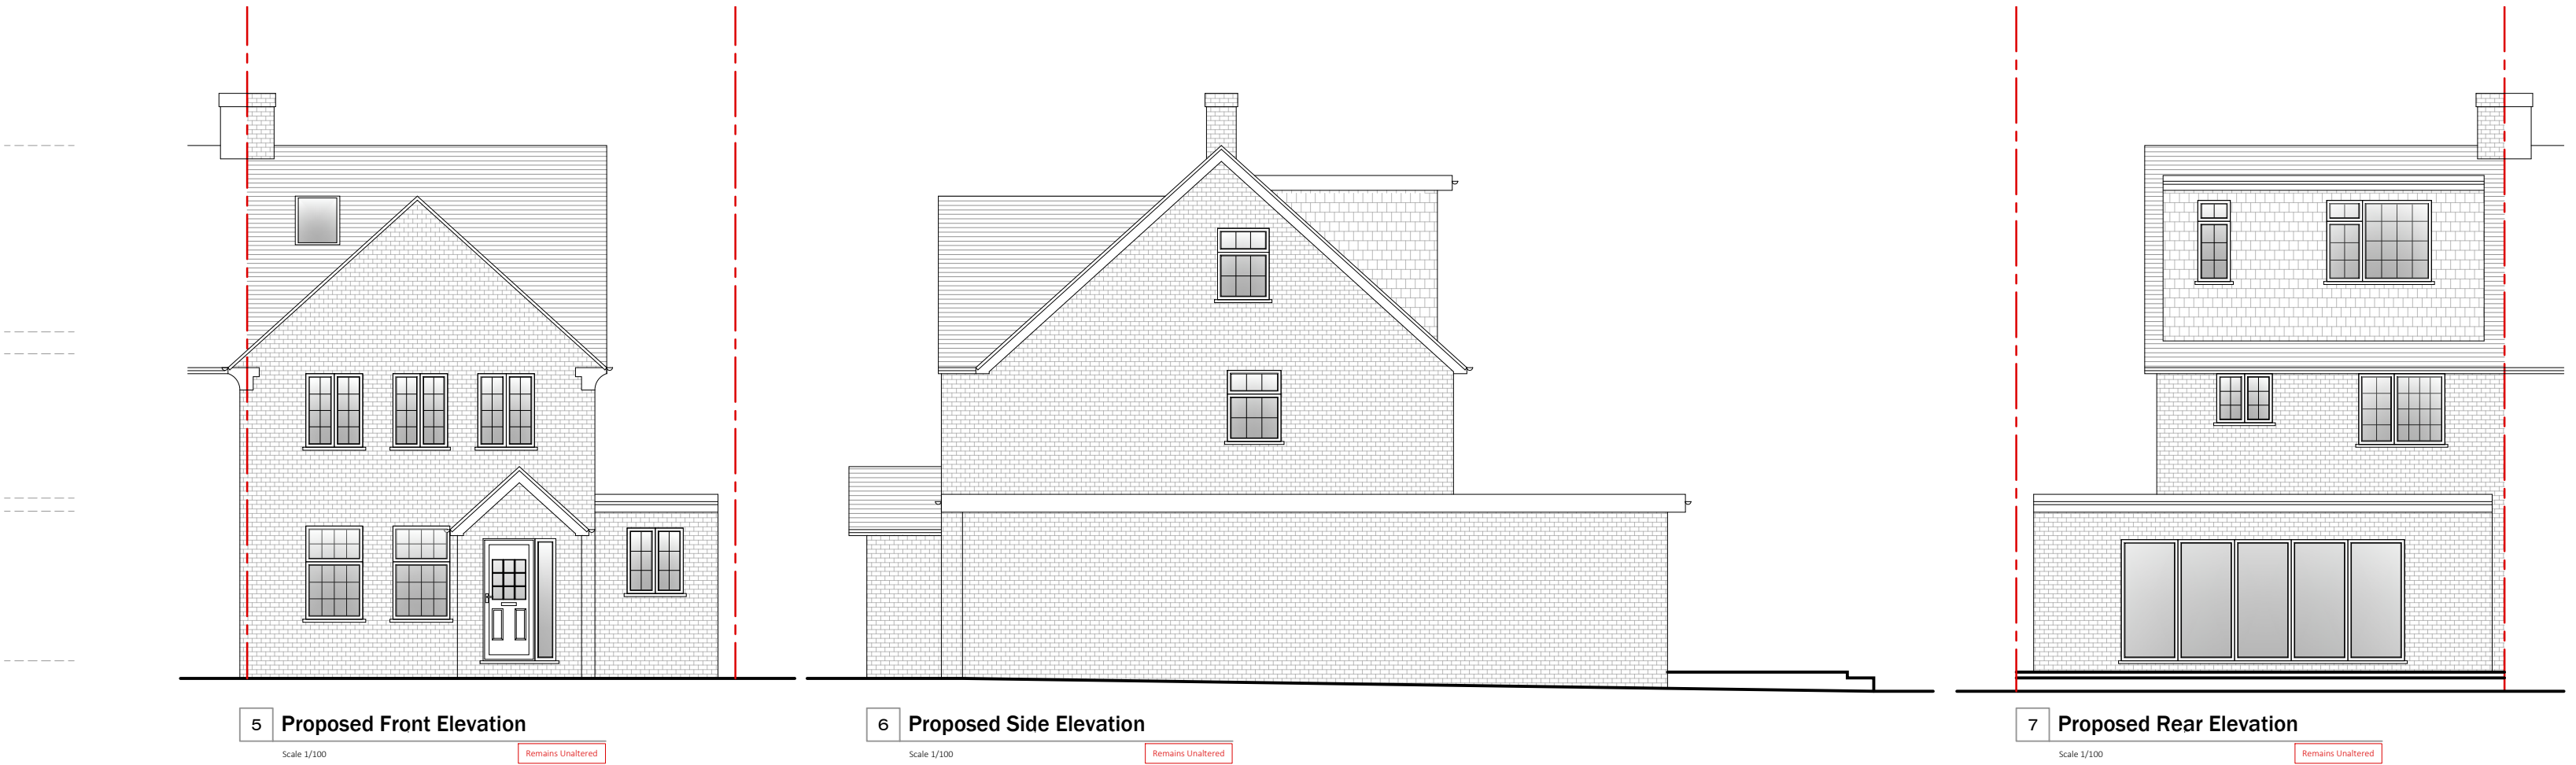 5 Proposed Front Elevation
Scale 1/100
Remains Unaltered
6 Proposed Side Elevation
Scale 1/100
Remains Unaltered
7 Proposed Rear Elevation
Scale 1/100
Remains Unaltered